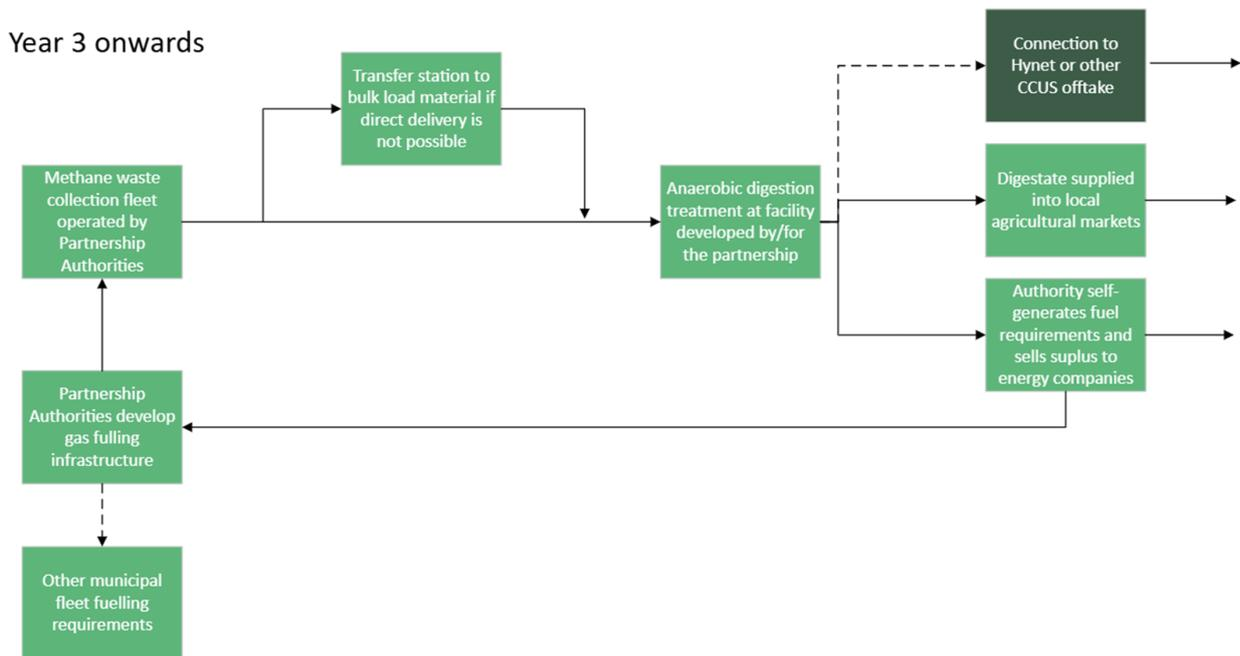 Year 3 onwards
Transfer station to
bulk load material if
direct delivery is
not possible
Connection to
Hynet or other
CCUS offtake
Methane waste
collection fleet
operated by
Partnership
Authorities
Anaerobic digestion
treatment at facility
developed by/for
the partnership
Digestate supplied
into local
agricultural markets
Authority self-
generates fuel
requirements and
sells suplus to
energy companies
Partnership
Authorities develop
gas fulling
infrastructure
Other municipal
fleet fuelling
requirements